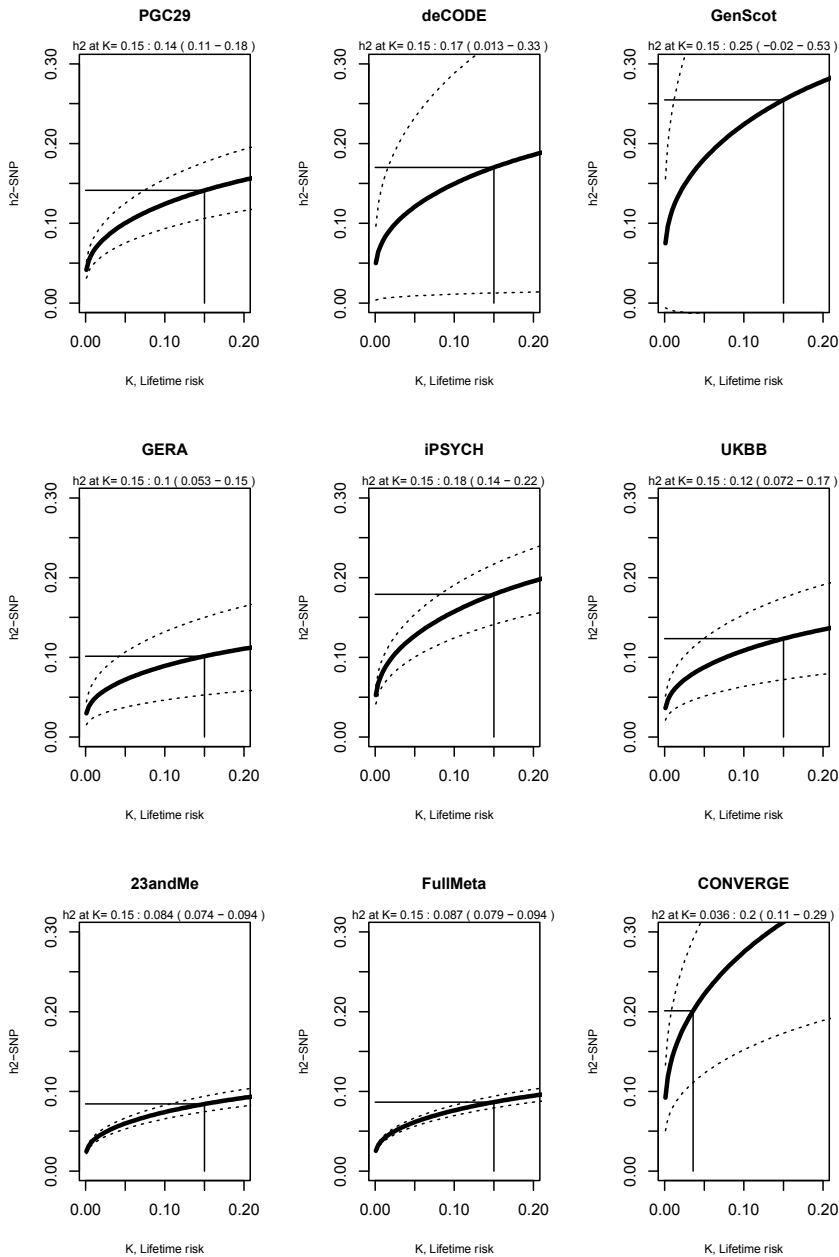 PGC29
h2 at K= 0.15 : 0.14 ( 0.11 − 0.18 )
0.30
0.20
0.10
0.00
h2−SNP
0.00 0.10 0.20
K, Lifetime risk
deCODE
h2 at K= 0.15 : 0.17 ( 0.013 − 0.33 )
0.30
0.20
0.10
0.00
h2−SNP
0.00 0.10 0.20
K, Lifetime risk
GenScot
h2 at K= 0.15 : 0.25 ( −0.02 − 0.53 )
0.30
0.20
0.10
0.00
h2−SNP
0.00 0.10 0.20
K, Lifetime risk
GERA
h2 at K= 0.15 : 0.1 ( 0.053 − 0.15 )
0.30
0.20
0.10
0.00
h2−SNP
0.00 0.10 0.20
K, Lifetime risk
iPSYCH
h2 at K= 0.15 : 0.18 ( 0.14 − 0.22 )
0.30
0.20
0.10
0.00
h2−SNP
0.00 0.10 0.20
K, Lifetime risk
UKBB
h2 at K= 0.15 : 0.12 ( 0.072 − 0.17 )
0.30
0.20
0.10
0.00
h2−SNP
0.00 0.10 0.20
K, Lifetime risk
23andMe
h2 at K= 0.15 : 0.084 ( 0.074 − 0.094 )
0.30
0.20
0.10
0.00
h2−SNP
0.00 0.10 0.20
K, Lifetime risk
FullMeta
h2 at K= 0.15 : 0.087 ( 0.079 − 0.094 )
0.30
0.20
0.10
0.00
h2−SNP
0.00 0.10 0.20
K, Lifetime risk
CONVERGE
h2 at K= 0.036 : 0.2 ( 0.11 − 0.29 )
0.30
0.20
0.10
0.00
h2−SNP
0.00 0.10 0.20
K, Lifetime risk